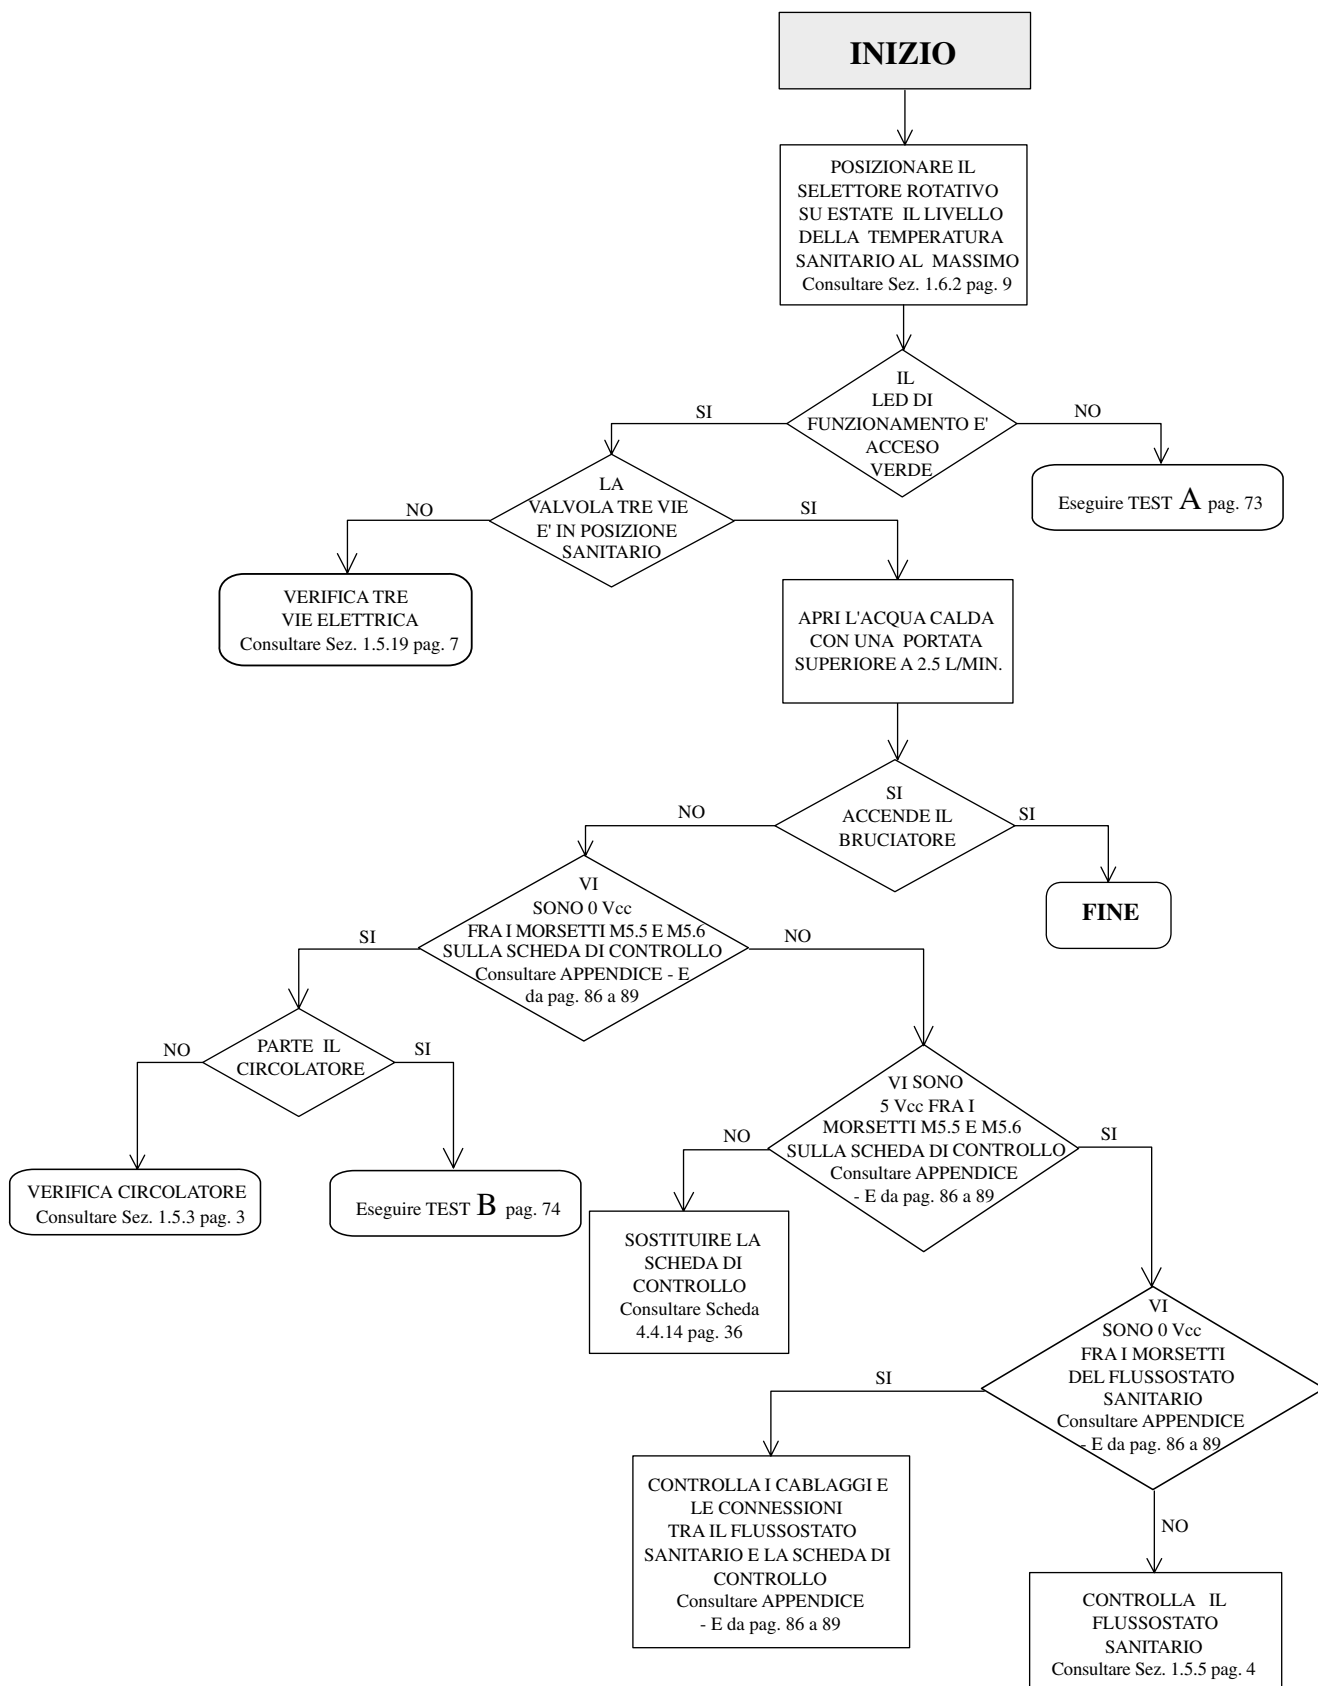 INIZIO
POSIZIONARE IL
SELETTORE ROTATIVO
SU ESTATE IL LIVELLO
DELLA TEMPERATURA
SANITARIO AL MASSIMO
Consultare Sez. 1.6.2 pag. 9
IL
LED DI
FUNZIONAMENTO E'
ACCESO
VERDE
SI
NO
Eseguire TEST A pag. 73
LA
VALVOLA TRE VIE
E' IN POSIZIONE
SANITARIO
NO
SI
VERIFICA TRE
VIE ELETTRICA
Consultare Sez. 1.5.19 pag. 7
APRI L'ACQUA CALDA
CON UNA PORTATA
SUPERIORE A 2.5 L/MIN.
SI
ACCENDE IL
BRUCIATORE
NO
SI
FINE
VI
SONO 0 Vcc
FRA I MORSETTI M5.5 E M5.6
SULLA SCHEDA DI CONTROLLO
Consultare APPENDICE - E
da pag. 86 a 89
SI
NO
PARTE IL
CIRCOLATORE
NO
SI
VERIFICA CIRCOLATORE
Consultare Sez. 1.5.3 pag. 3
Eseguire TEST B pag. 74
VI SONO
5 Vcc FRA I
MORSETTI M5.5 E M5.6
SULLA SCHEDA DI CONTROLLO
Consultare APPENDICE
- E da pag. 86 a 89
NO
SI
SOSTITUIRE LA
SCHEDA DI
CONTROLLO
Consultare Scheda
4.4.14 pag. 36
VI
SONO 0 Vcc
FRA I MORSETTI
DEL FLUSSOSTATO
SANITARIO
Consultare APPENDICE
- E da pag. 86 a 89
SI
NO
CONTROLLA I CABLAGGI E
LE CONNESSIONI
TRA IL FLUSSOSTATO
SANITARIO E LA SCHEDA DI
CONTROLLO
Consultare APPENDICE
- E da pag. 86 a 89
CONTROLLA IL
FLUSSOSTATO
SANITARIO
Consultare Sez. 1.5.5 pag. 4